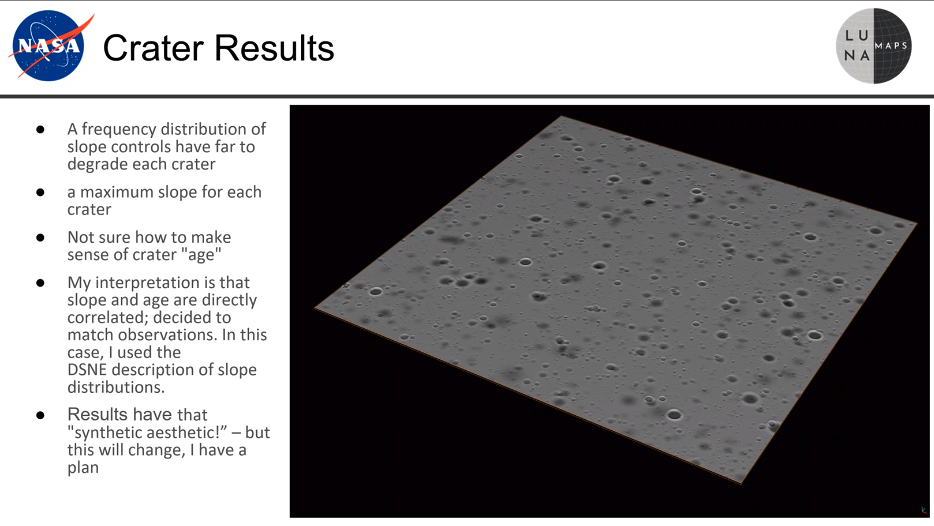 NASA
Crater Results
LU
NA MAPS
● A frequency distribution of
slope controls have far to
degrade each crater
● a maximum slope for each
crater
● Not sure how to make
sense of crater "age"
● My interpretation is that
slope and age are directly
correlated; decided to
match observations. In this
case, I used the
DSNE description of slope
distributions.
● Results have that
"synthetic aesthetic!” – but
this will change, I have a
plan